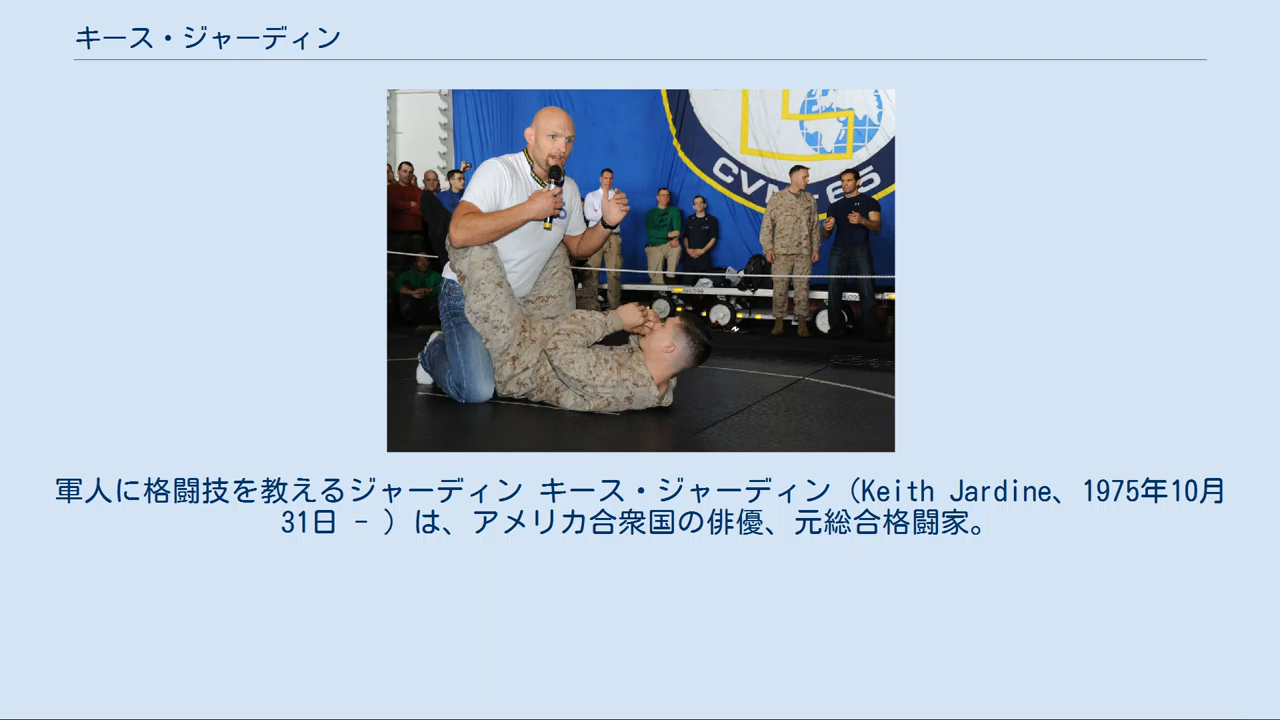 キース・ジャーディン
CVN-65
軍人に格闘技を教えるジャーディン キース・ジャーディン（Keith Jardine、1975年10月
31日 - ）は、アメリカ合衆国の俳優、元総合格闘家。